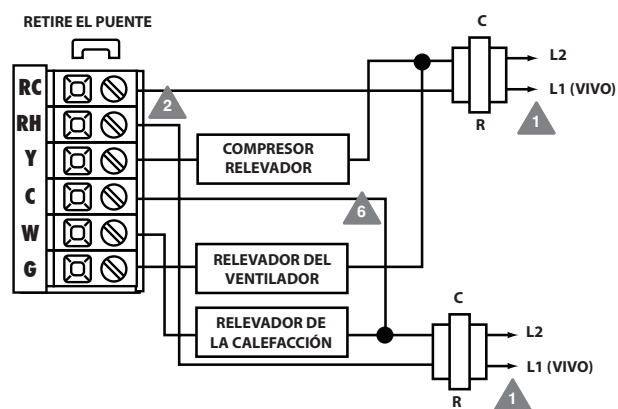 RETIRE EL PUENTE
RC
RH
Y
C
W
G
2
COMPRESOR
RELEVADOR
6
RELEVADOR DEL
VENTILADOR
RELEVADOR DE
LA CALEFACCIÓN
C
L2
L1 (VIVO)
1
R
C
L2
L1 (VIVO)
1
R